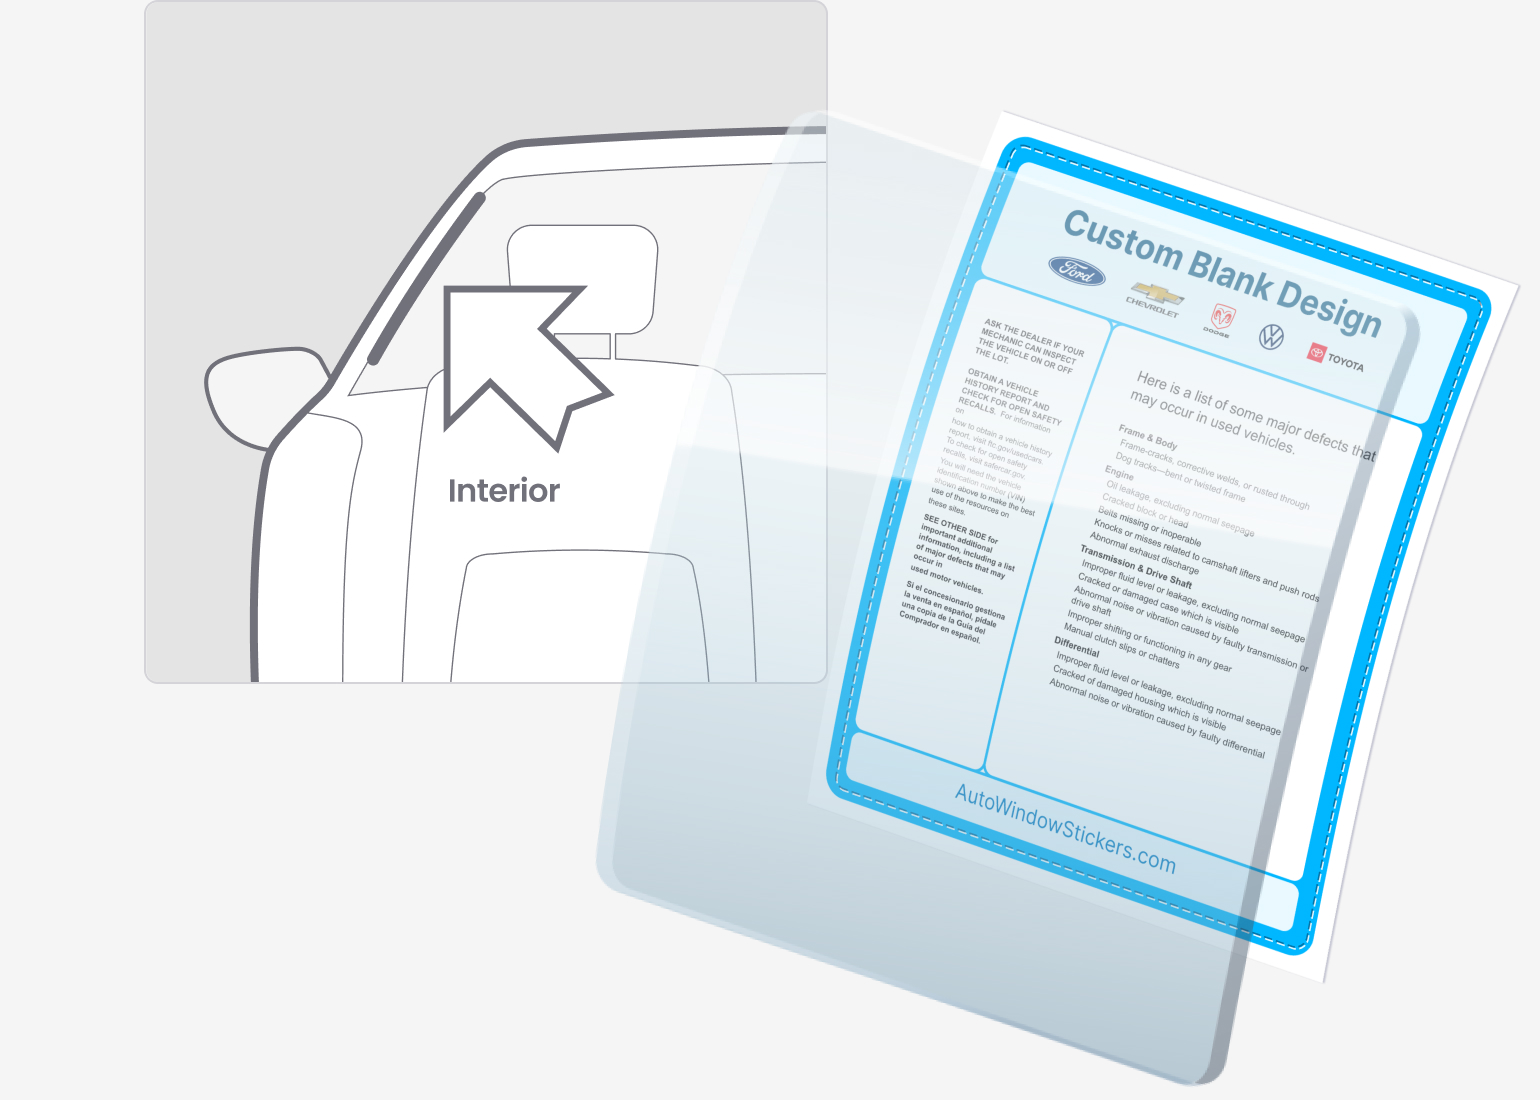 Interior
Custom Blank Design
Ford
CHEVROLET
DODGE
TOYOTA
ASK THE DEALER IF YOUR
MECHANIC CAN INSPECT
THE VEHICLE ON OR OFF
THE LOT.
OBTAIN A VEHICLE
HISTORY REPORT AND
CHECK FOR OPEN SAFETY
RECALLS. For information
on
how to obtain a vehicle history
report, visit ftc.gov/usedcars
To check for open safety
recalls, visit safercar.gov.
You will need the vehicle
identification number (VIN)
shown above to make the best
use of the resources on
these sites.
SEE OTHER SIDE for
important additional
information, including a list
of major defects that may
occur in
used motor vehicles.
Si el concesionario gestiona
la venta en español, pídale
una copia de la Guía del
Comprador en español.
Here is a list of some major defects that
may occur in used vehicles.
Frame & Body
Frame-cracks, corrective welds, or rusted through
Dog tracks—bent or twisted frame
Engine
Oil leakage, excluding normal seepage
Cracked block or head
Belts missing or inoperable
Knocks or misses related to camshaft lifters and push rods
Abnormal exhaust discharge
Transmission & Drive Shaft
Improper fluid level or leakage, excluding normal seepage
Cracked or damaged case which is visible
Abnormal noise or vibration caused by faulty transmission or
drive shaft
Improper shifting or functioning in any gear
Manual clutch slips or chatters
Differential
Improper fluid level or leakage, excluding normal seepage
Cracked of damaged housing which is visible
Abnormal noise or vibration caused by faulty differential
AutoWindowStickers.com